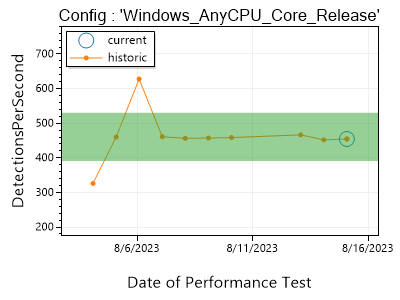 Config : 'Windows_AnyCPU_Core_Release'
current
historic
DetectionsPerSecond
700
600
500
400
300
200
8/6/2023
8/11/2023
8/16/2023
Date of Performance Test